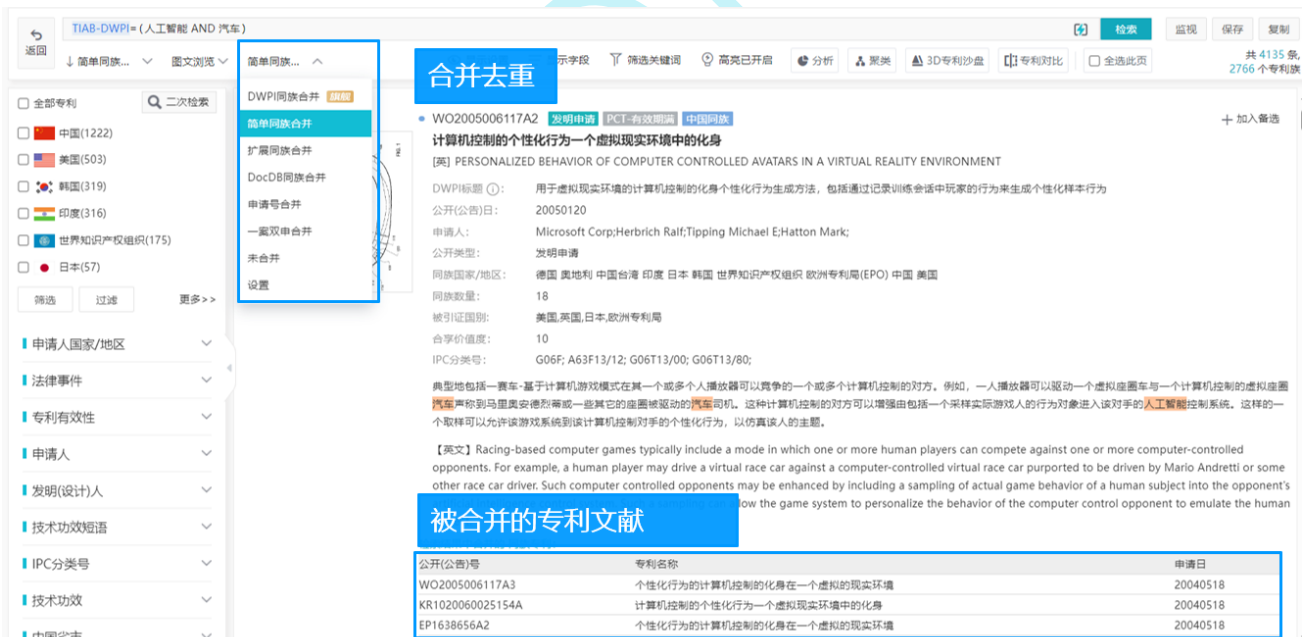 返回
TIAB-DWPI=(人工智能 AND 汽车)
检索
监视
保存
复制
简单同族...
图文浏览
简单同族...
示字段
筛选关键词
高亮已开启
分析
聚类
3D专利沙盘
专利对比
全选此页
共 4135 条,
2766 个专利族
合并去重
全部专利
二次检索
中国(1222)
美国(503)
韩国(319)
印度(316)
世界知识产权组织(175)
日本(57)
筛选
过滤
更多>>
申请人国家/地区
法律事件
专利有效性
申请人
发明(设计)人
技术功效短语
IPC分类号
技术功效
中国省市
DWPI同族合并 旗舰
简单同族合并
扩展同族合并
DocDB同族合并
申请号合并
一案双申合并
未合并
设置
FIG. 1
WO2005006117A2 发明申请 PCT-有效期满 中国同族
加入备选
计算机控制的个性化行为一个虚拟现实环境中的化身
[英] PERSONALIZED BEHAVIOR OF COMPUTER CONTROLLED AVATARS IN A VIRTUAL REALITY ENVIRONMENT
DWPI标题: 用于虚拟现实环境的计算机控制的化身个性化行为生成方法，包括通过记录训练会话中玩家的行为来生成个性化样本行为
公开(公告)日: 20050120
申请人: Microsoft Corp;Herbrich Ralf;Tipping Michael E;Hatton Mark;
公开类型: 发明申请
同族国家/地区: 德国 奥地利 中国台湾 印度 日本 韩国 世界知识产权组织 欧洲专利局(EPO) 中国 美国
同族数量: 18
被引证国别: 美国,英国,日本,欧洲专利局
合享价值度: 10
IPC分类号: G06F; A63F13/12; G06T13/00; G06T13/80;
典型地包括一赛车-基于计算机游戏模式在其一个或多个人播放器可以竞争的一个或多个计算机控制的对方。例如，一人播放器可以驱动一个虚拟座圈车与一个计算机控制的虚拟座圈
汽车声称到马里奥安德烈蒂或一些其它的座圈被驱动的汽车司机。这种计算机控制的对方可以增强由包括一个采样实际游戏人的行为对象进入该对手的人工智能控制系统。这样的一
个取样可以允许该游戏系统到该计算机控制对手的个性化行为，以仿真该人的主题。
【英文】Racing-based computer games typically include a mode in which one or more human players can compete against one or more computer-controlled
opponents. For example, a human player may drive a virtual race car against a computer-controlled virtual race car purported to be driven by Mario Andretti or some
other race car driver. Such computer controlled opponents may be enhanced by including a sampling of actual game behavior of a human subject into the opponent's
low the game system to personalize the behavior of the computer control opponent to emulate the human
被合并的专利文献
公开(公告)号 专利名称 申请日
WO2005006117A3 个性化行为的计算机控制的化身在一个虚拟的现实环境 20040518
KR1020060025154A 计算机控制的个性化行为一个虚拟现实环境中的化身 20040518
EP1638656A2 个性化行为的计算机控制的化身在一个虚拟的现实环境 20040518